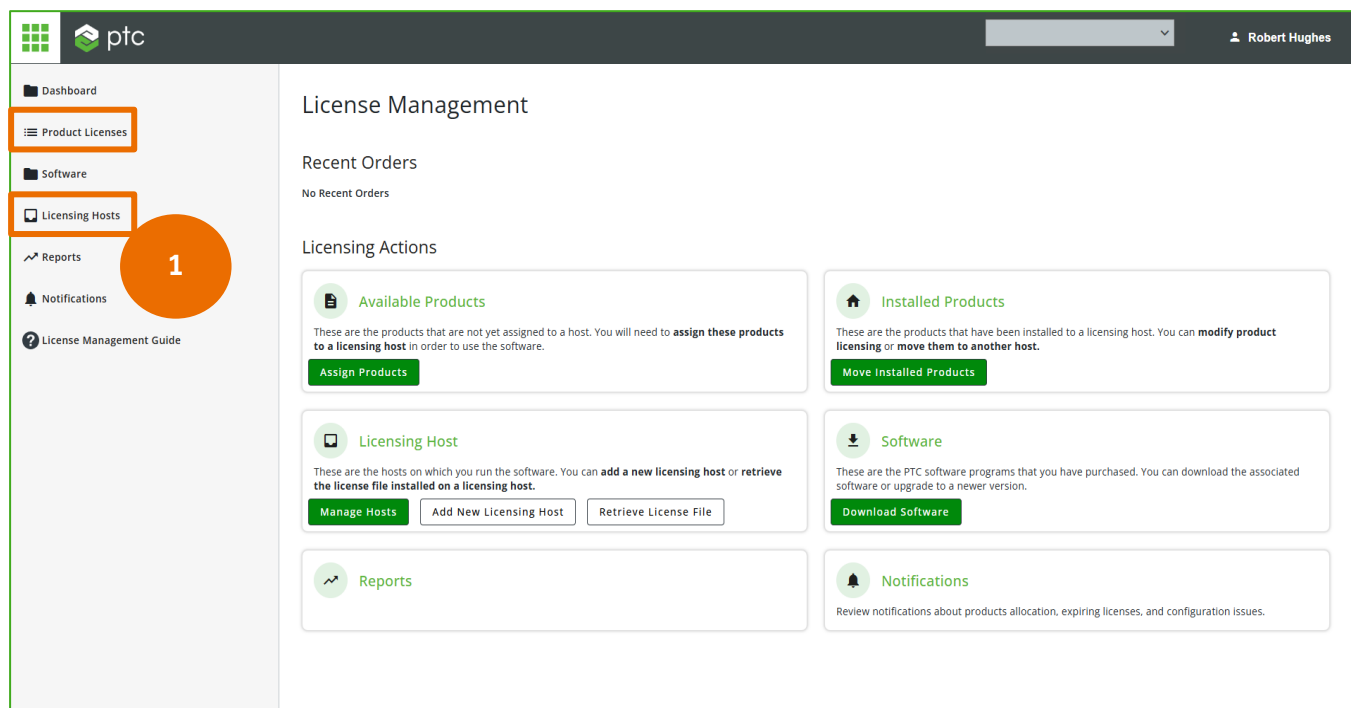 ptc
Robert Hughes
Dashboard
Product Licenses
Software
Licensing Hosts
Reports
Notifications
License Management Guide
1
License Management
Recent Orders
No Recent Orders
Licensing Actions
Available Products
These are the products that are not yet assigned to a host. You will need to assign these products
to a licensing host in order to use the software.
Assign Products
Installed Products
These are the products that have been installed to a licensing host. You can modify product
licensing or move them to another host.
Move Installed Products
Licensing Host
These are the hosts on which you run the software. You can add a new licensing host or retrieve
the license file installed on a licensing host.
Manage Hosts
Add New Licensing Host
Retrieve License File
Software
These are the PTC software programs that you have purchased. You can download the associated
software or upgrade to a newer version.
Download Software
Reports
Notifications
Review notifications about products allocation, expiring licenses, and configuration issues.